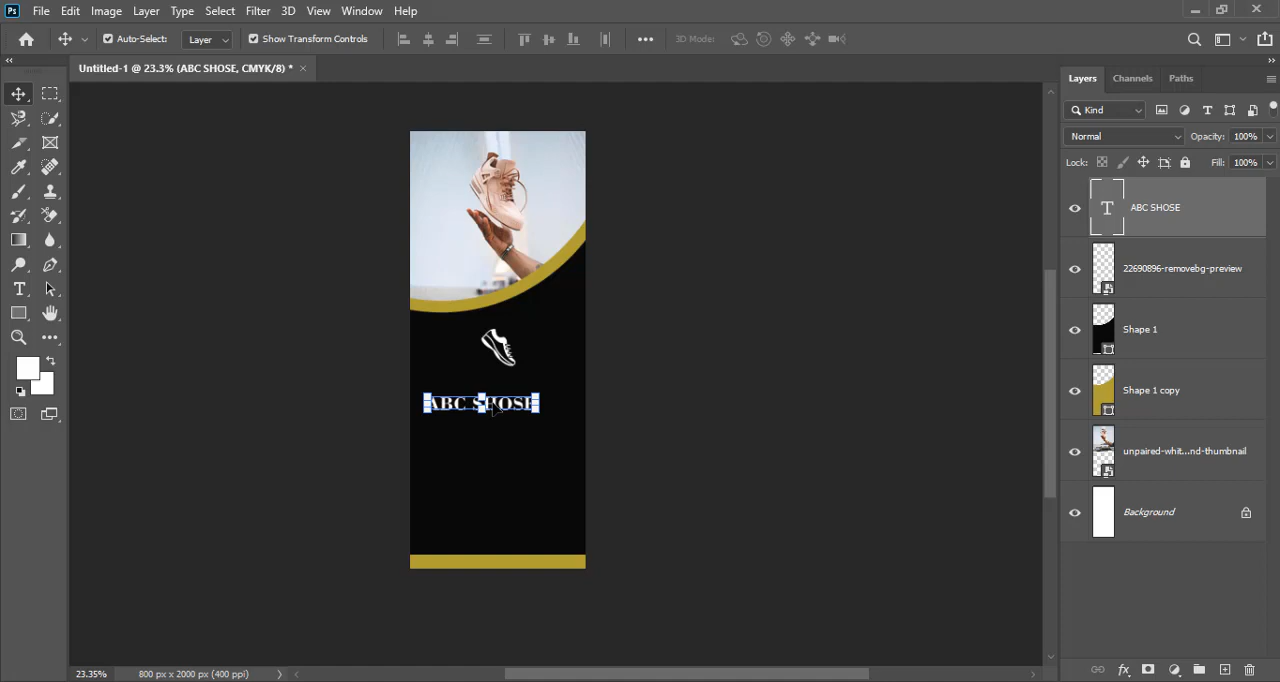 Ps File Edit Image Layer Type Select Filter 3D View Window Help
Auto-Select: Layer Show Transform Controls 3D Mode:
Untitled-1 @ 23.3% (ABC SHOSE, CMYK/8) *
ABC SHOSE
Layers Channels Paths
Kind
Normal Opacity: 100%
Lock: Fill: 100%
T ABC SHOSE
22690896-removebg-preview
Shape 1
Shape 1 copy
unpaired-whit...nd-thumbnail
Background
23.35% 800 px x 2000 px (400 ppi)
fx